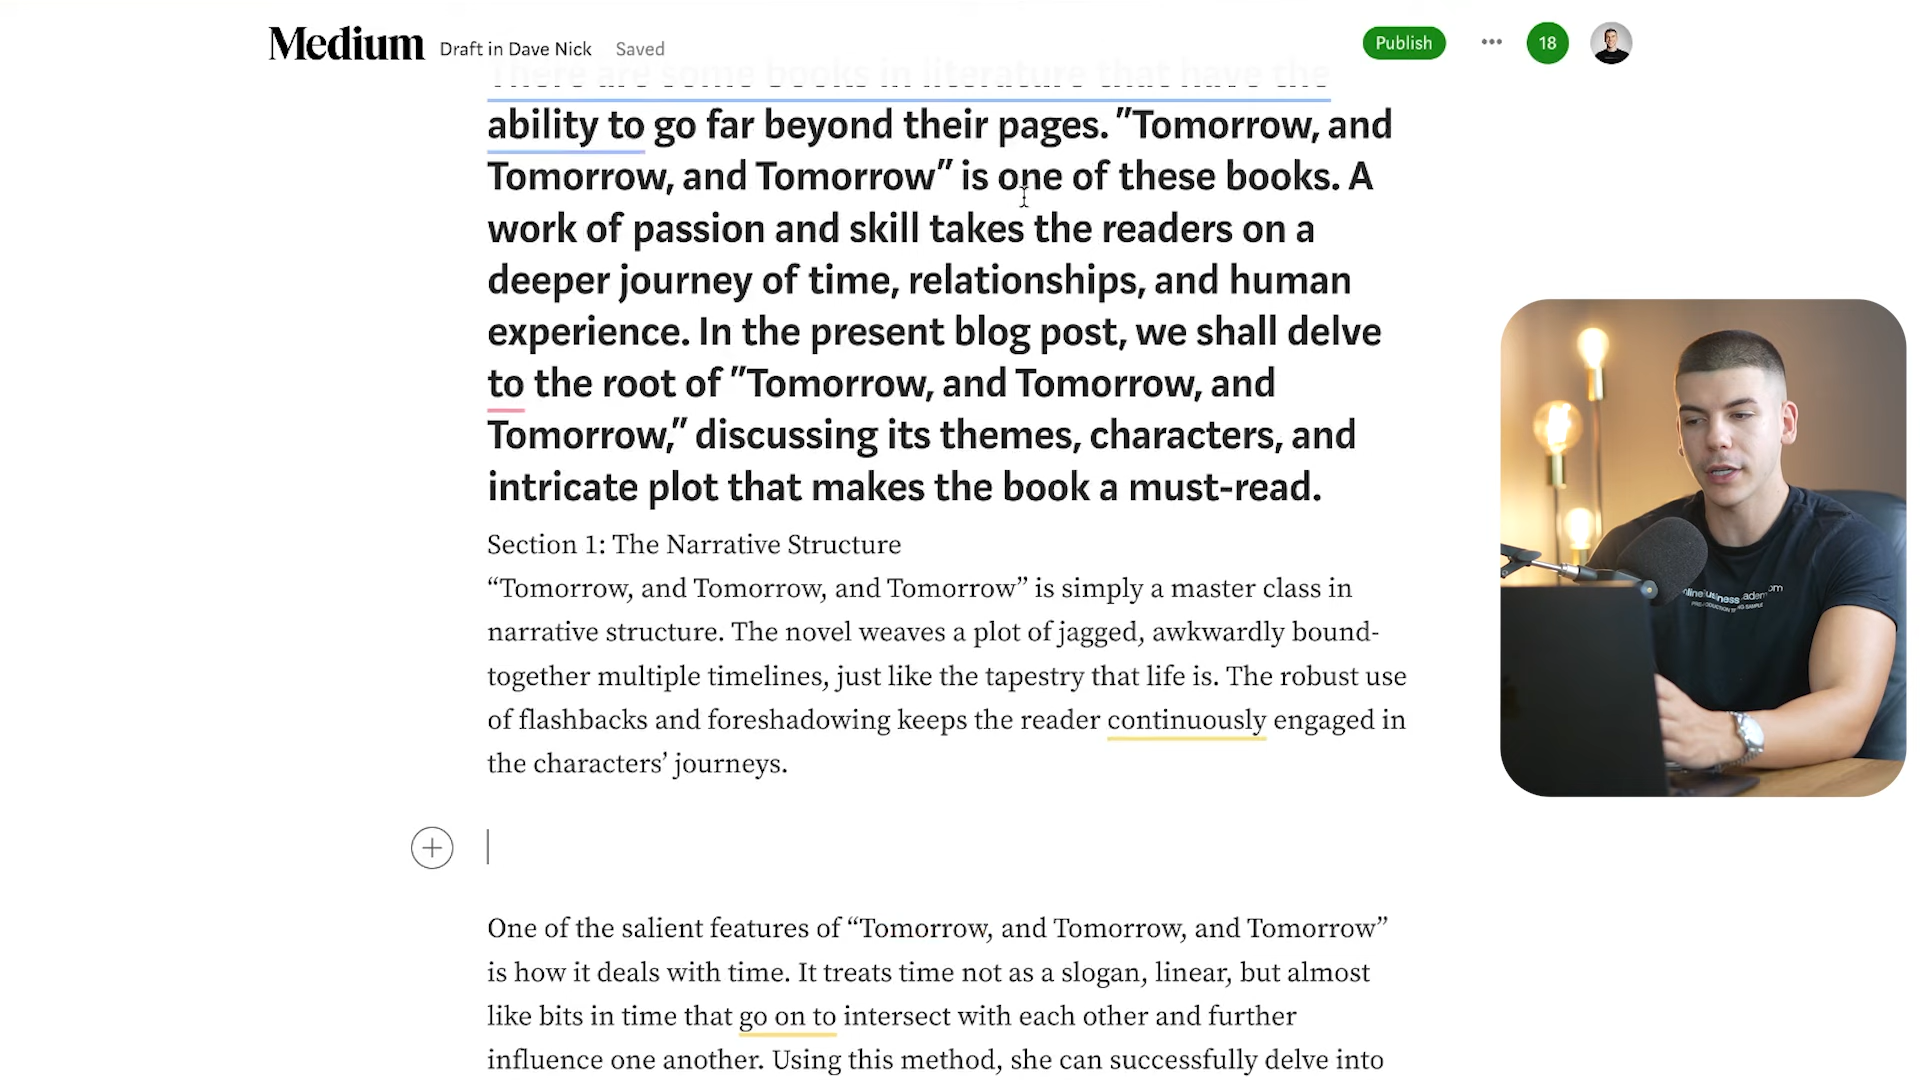 Medium Draft in Dave Nick Saved Publish ... 18
There are some books in literature that have the
ability to go far beyond their pages. "Tomorrow, and
Tomorrow, and Tomorrow" is one of these books. A
work of passion and skill takes the readers on a
deeper journey of time, relationships, and human
experience. In the present blog post, we shall delve
to the root of "Tomorrow, and Tomorrow, and
Tomorrow," discussing its themes, characters, and
intricate plot that makes the book a must-read.
Section 1: The Narrative Structure
“Tomorrow, and Tomorrow, and Tomorrow” is simply a master class in
narrative structure. The novel weaves a plot of jagged, awkwardly bound-
together multiple timelines, just like the tapestry that life is. The robust use
of flashbacks and foreshadowing keeps the reader continuously engaged in
the characters’ journeys.
One of the salient features of “Tomorrow, and Tomorrow, and Tomorrow”
is how it deals with time. It treats time not as a slogan, linear, but almost
like bits in time that go on to intersect with each other and further
influence one another. Using this method, she can successfully delve into